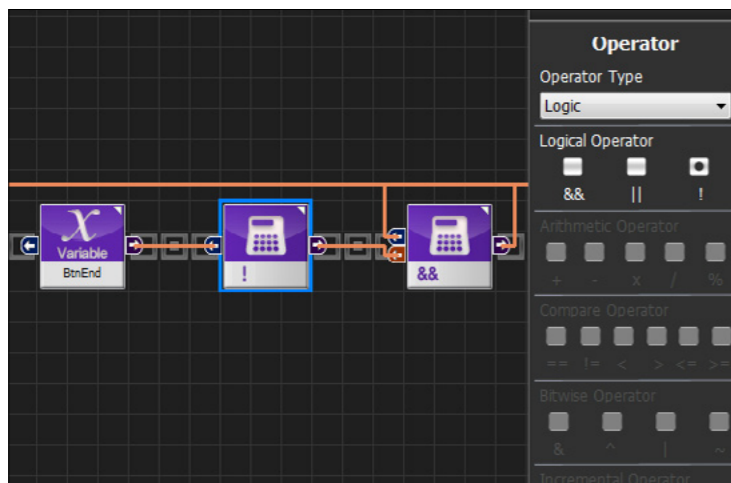 x
Variable
BtnEnd
!
&&
Operator
Operator Type
Logic
Logical Operator
&& || !
Arithmetic Operator
+ - x / %
Compare Operator
== != < > <= >=
Bitwise Operator
& ^ | ~
Incremental Operator